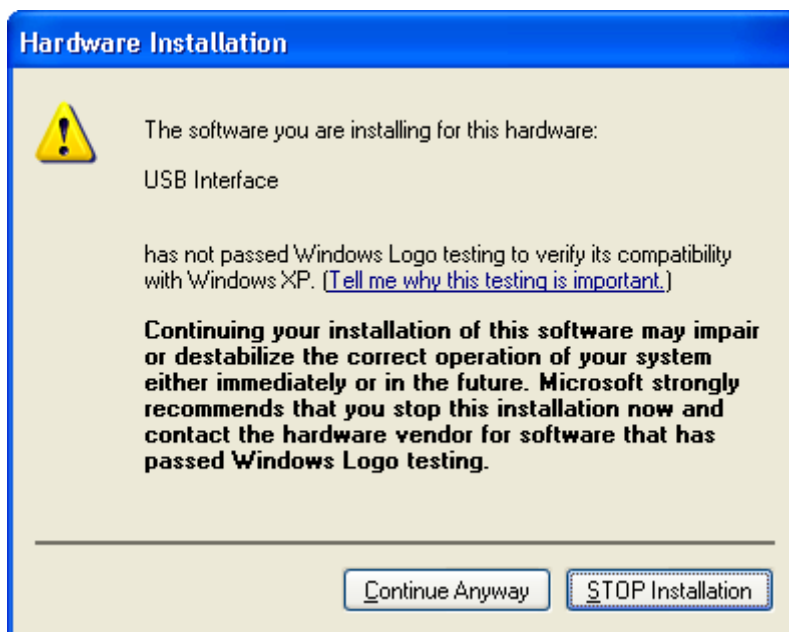 Hardware Installation
The software you are installing for this hardware:
USB Interface
has not passed Windows Logo testing to verify its compatibility
with Windows XP. (Tell me why this testing is important.)
Continuing your installation of this software may impair
or destabilize the correct operation of your system
either immediately or in the future. Microsoft strongly
recommends that you stop this installation now and
contact the hardware vendor for software that has
passed Windows Logo testing.
Continue Anyway
STOP Installation